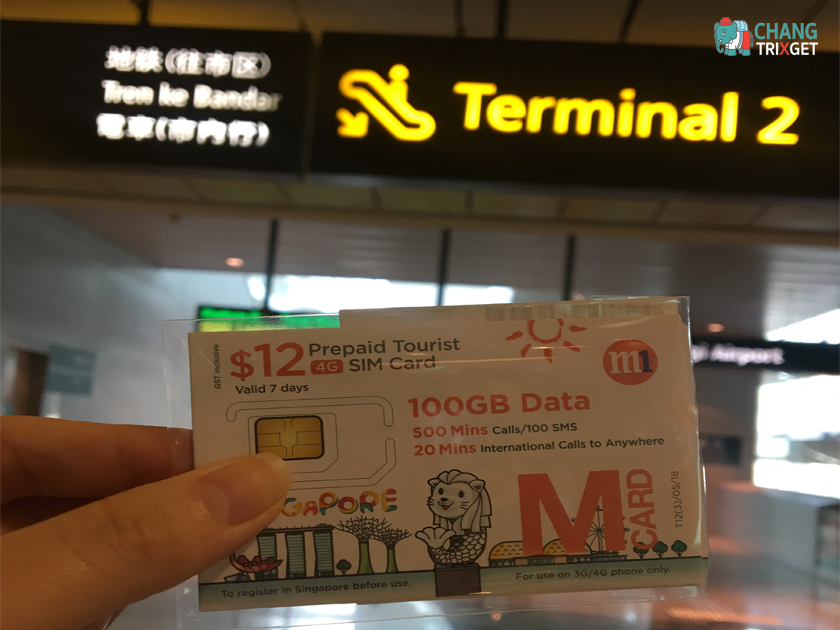 CHANG
TRIXGET
地铁(往市区)
Tren ke Bandar
電車(市内行)
Terminal 2
Airport
GST inclusive
$12 Prepaid Tourist
4G SIM Card
Valid 7 days
m1
100GB Data
500 Mins Calls/100 SMS
20 Mins International Calls to Anywhere
GAPORE
M
CARD
T12(3)/05/18
To register in Singapore before use.
For use on 3G/4G phone only.